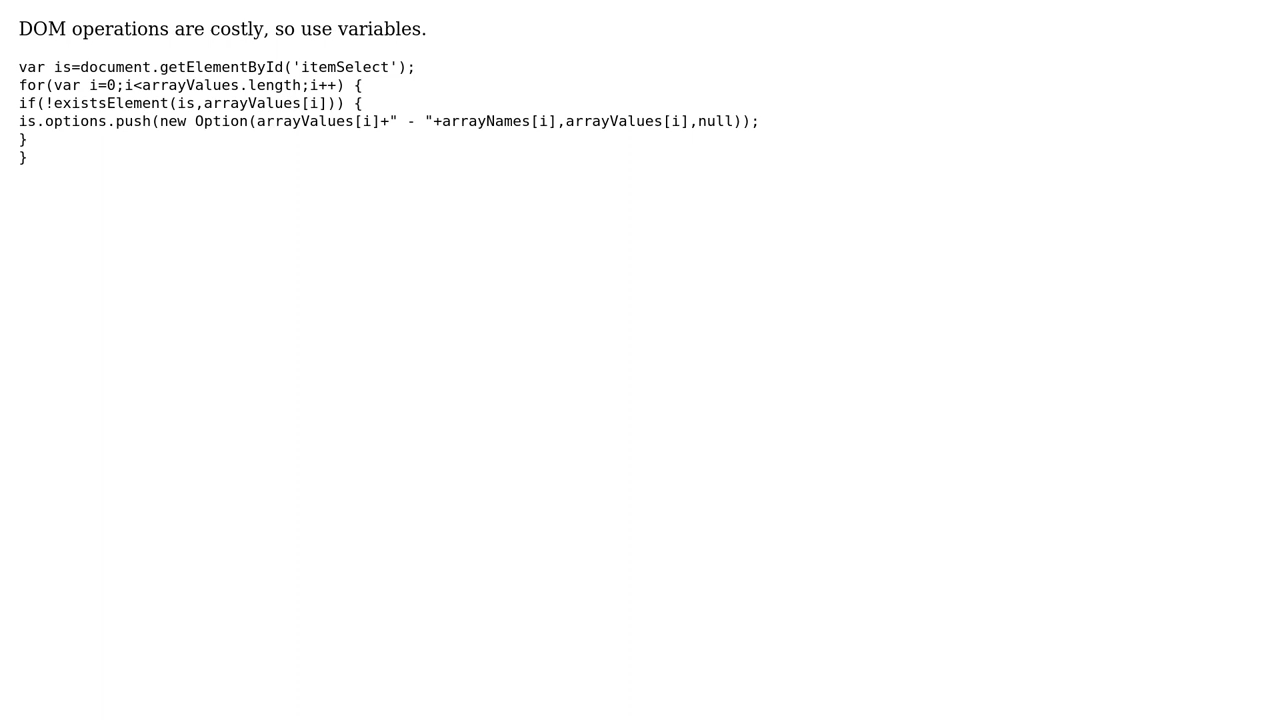 DOM operations are costly, so use variables.
var is=document.getElementById('itemSelect');
for(var i=0;i<arrayValues.length;i++) {
if(!existsElement(is,arrayValues[i])) {
is.options.push(new Option(arrayValues[i]+" - "+arrayNames[i],arrayValues[i],null));
}
}